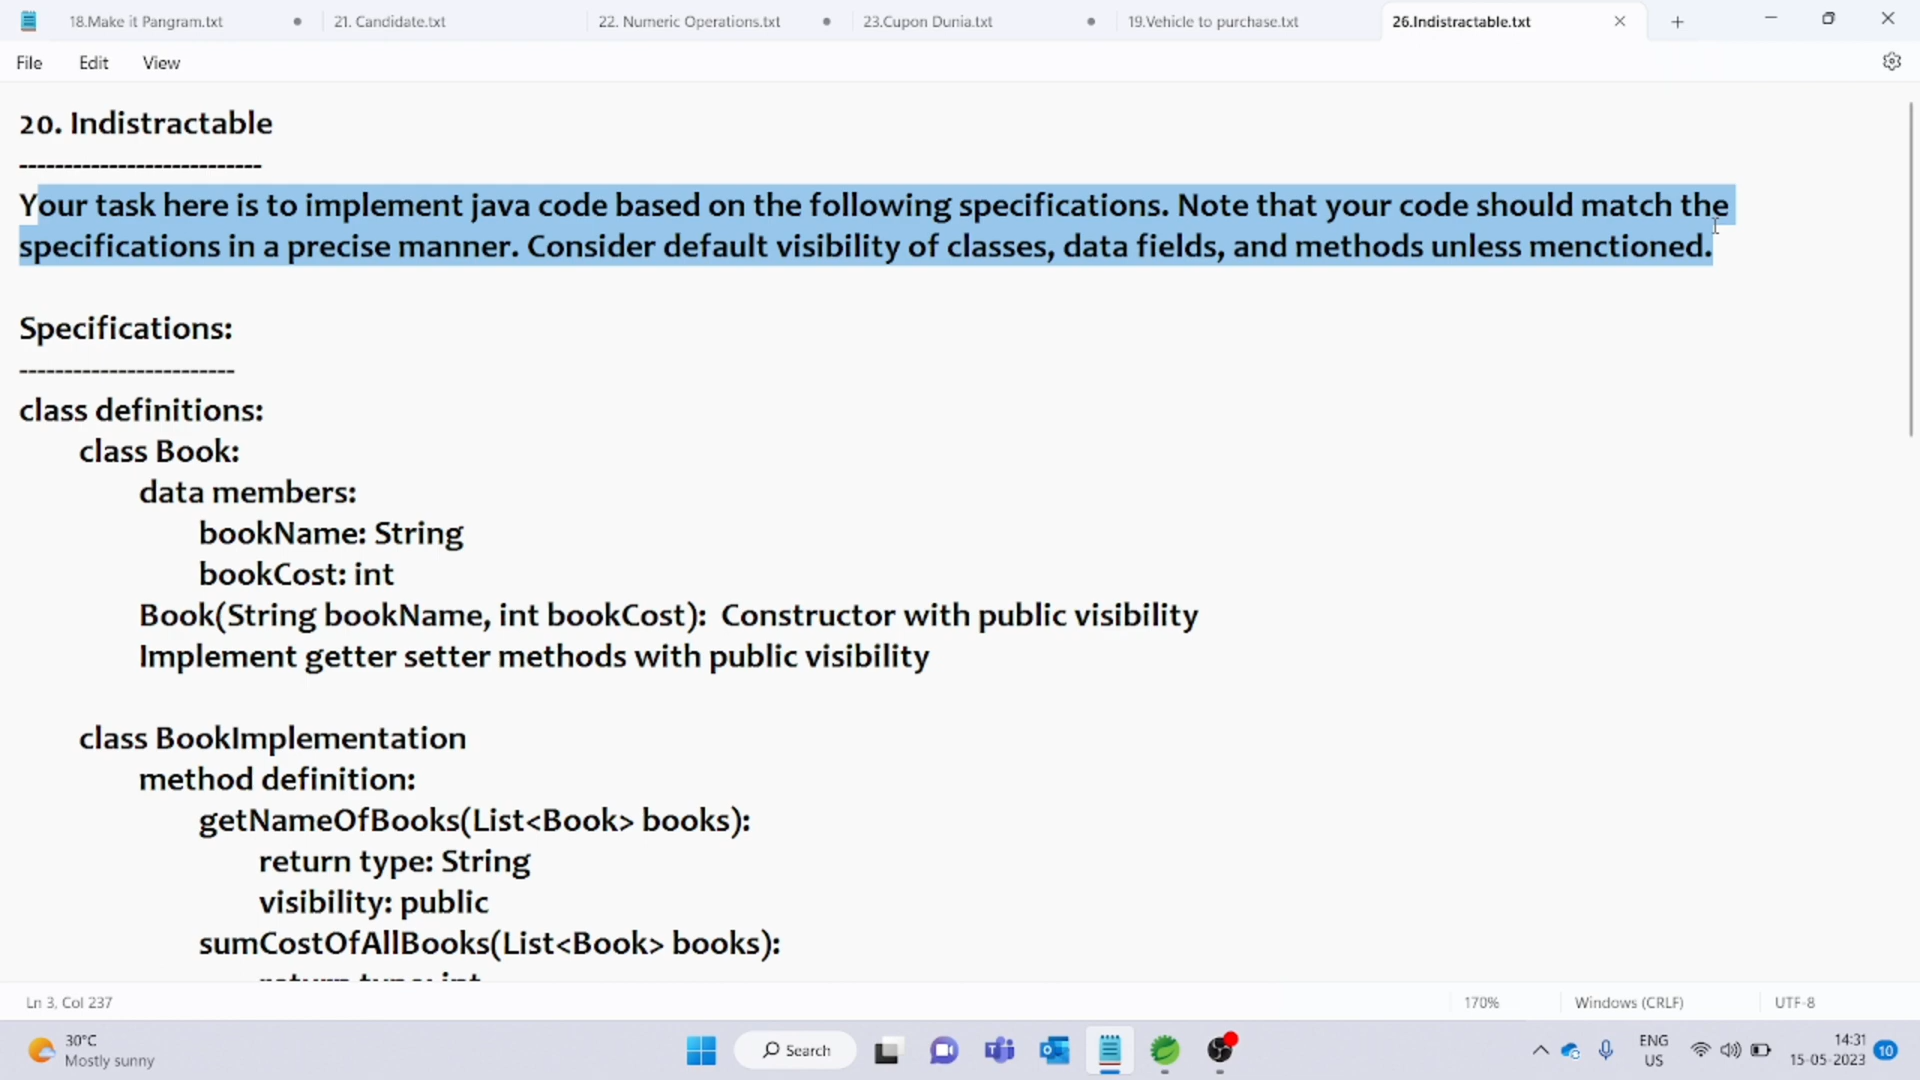 18.Make it Pangram.txt
21. Candidate.txt
22. Numeric Operations.txt
23.Cupon Dunia.txt
19.Vehicle to purchase.txt
26.Indistractable.txt
File
Edit
View
20. Indistractable
---------------------------
Your task here is to implement java code based on the following specifications. Note that your code should match the
specifications in a precise manner. Consider default visibility of classes, data fields, and methods unless menctioned.
Specifications:
------------------------
class definitions:
class Book:
data members:
bookName: String
bookCost: int
Book(String bookName, int bookCost): Constructor with public visibility
Implement getter setter methods with public visibility
class BookImplementation
method definition:
getNameOfBooks(List<Book> books):
return type: String
visibility: public
sumCostOfAllBooks(List<Book> books):
return type: int
Ln 3, Col 237
170%
Windows (CRLF)
UTF-8
30°C
Mostly sunny
Search
ENG
US
14:31
15-05-2023
10